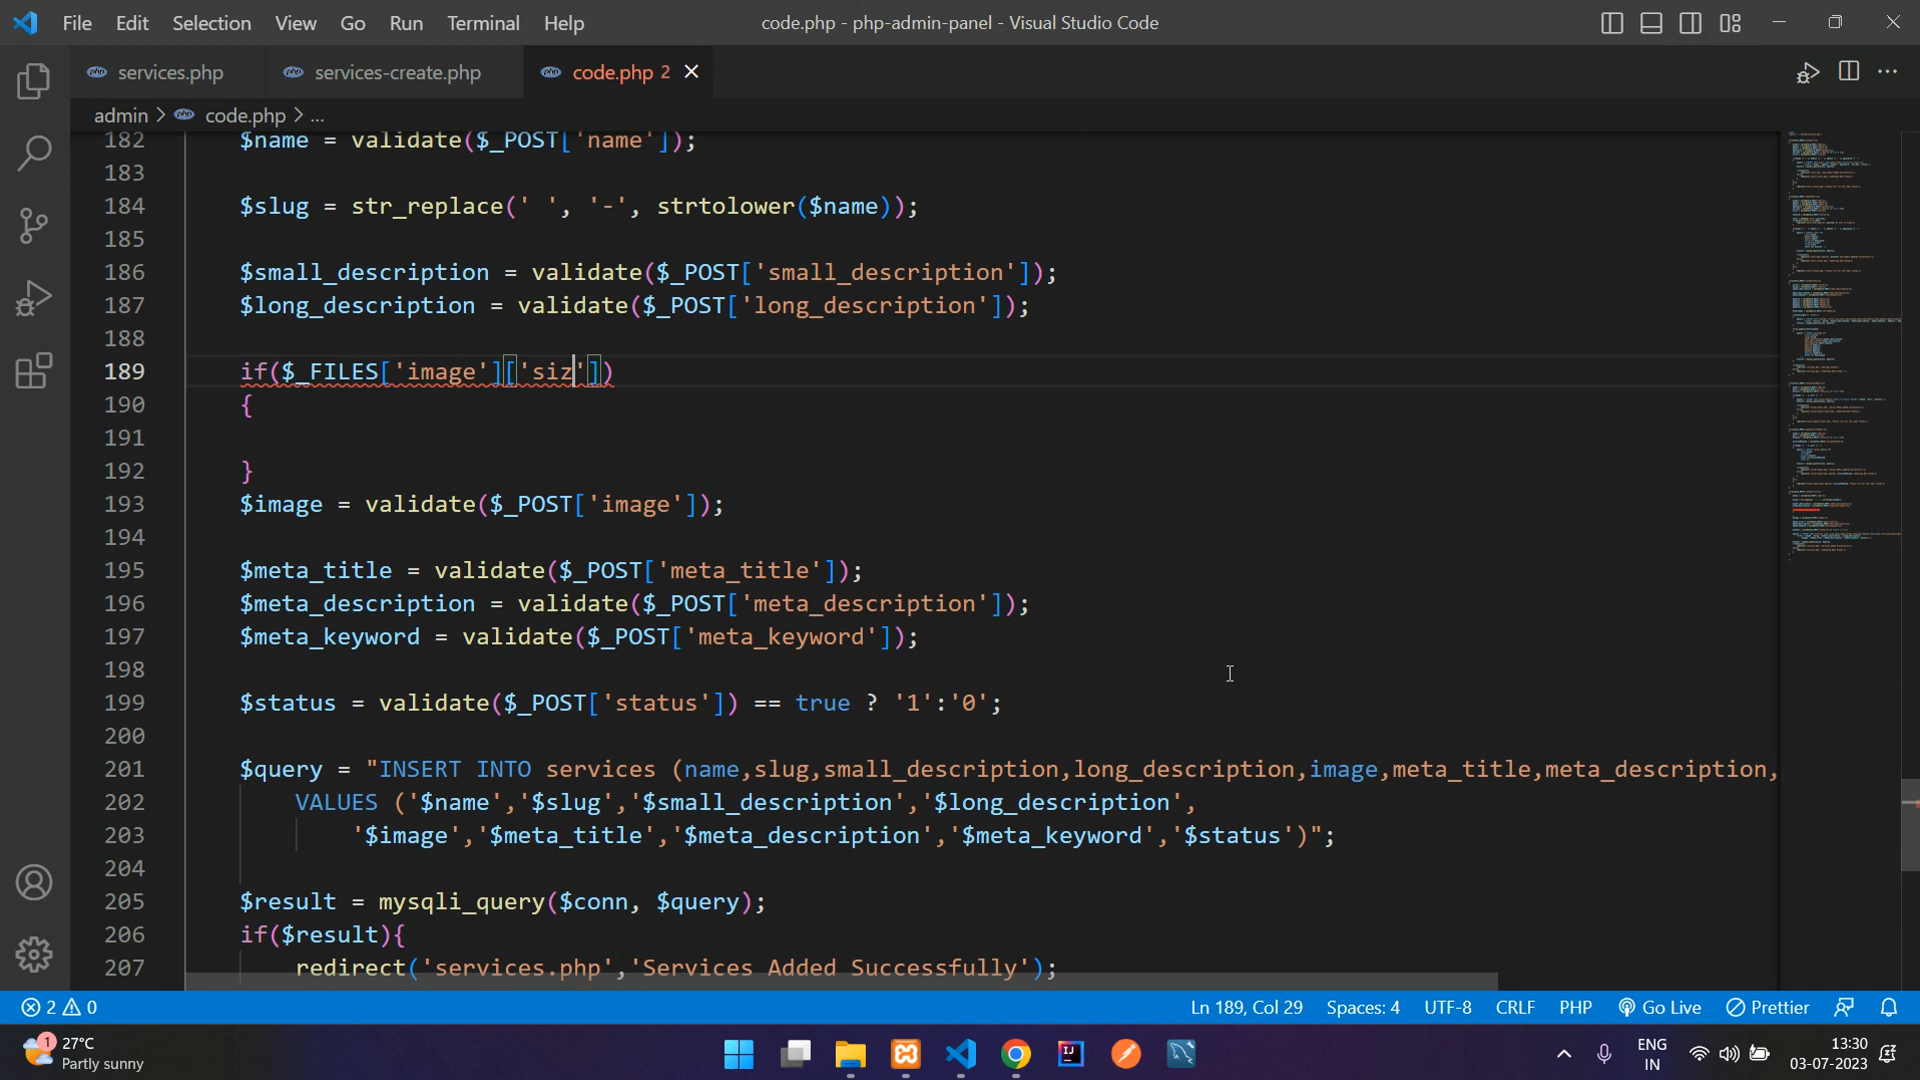 File Edit Selection View Go Run Terminal Help code.php - php-admin-panel - Visual Studio Code
services.php services-create.php code.php 2
admin > code.php > ...
182 $name = validate($_POST['name']);
183
184 $slug = str_replace(' ', '-', strtolower($name));
185
186 $small_description = validate($_POST['small_description']);
187 $long_description = validate($_POST['long_description']);
188
189 if($_FILES['image']['siz'])
190 {
191
192 }
193 $image = validate($_POST['image']);
194
195 $meta_title = validate($_POST['meta_title']);
196 $meta_description = validate($_POST['meta_description']);
197 $meta_keyword = validate($_POST['meta_keyword']);
198
199 $status = validate($_POST['status']) == true ? '1':'0';
200
201 $query = "INSERT INTO services (name,slug,small_description,long_description,image,meta_title,meta_description,
202 VALUES ('$name','$slug','$small_description','$long_description',
203 '$image','$meta_title','$meta_description','$meta_keyword','$status')";
204
205 $result = mysqli_query($conn, $query);
206 if($result){
207 redirect('services.php','Services Added Successfully');
2 0 Ln 189, Col 29 Spaces: 4 UTF-8 CRLF PHP Go Live Prettier
1 27°C ENG 13:30
Partly sunny IN 03-07-2023